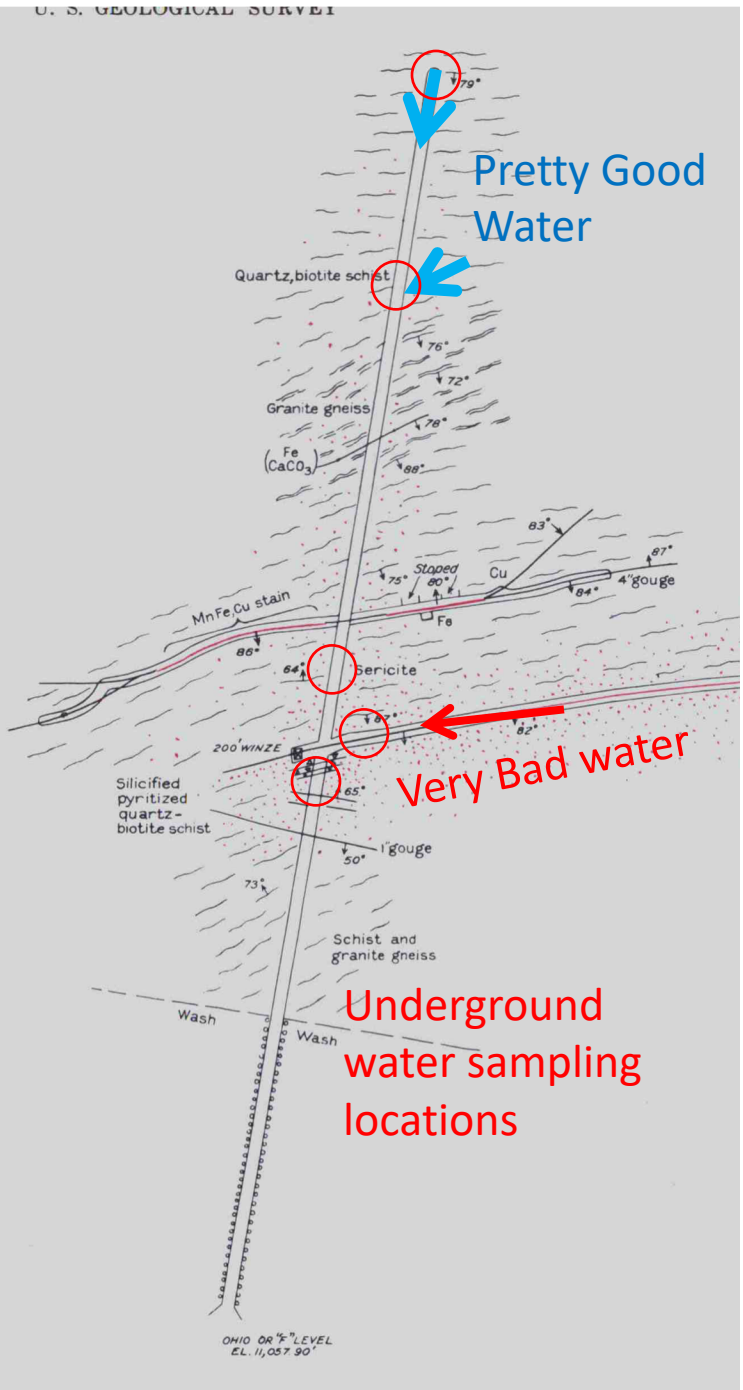 U. S. GEOLOGICAL SURVEY
79°
Pretty Good
Water
Quartz, biotite schist
76°
72°
Granite gneiss
78°
Fe
(CaCO₃)
88°
83°
87°
Stoped
Cu
75°
80°
84°
4"gouge
MnFe,Cu stain
Fe
86°
64°
Sericite
87°
82°
200' WINZE
Very Bad water
Silicified
pyritized
quartz-
biotite schist
65°
1"gouge
50°
73°
Schist and
granite gneiss
Wash
Wash
Underground
water sampling
locations
OHIO OR "F" LEVEL
EL. 11,057.90'